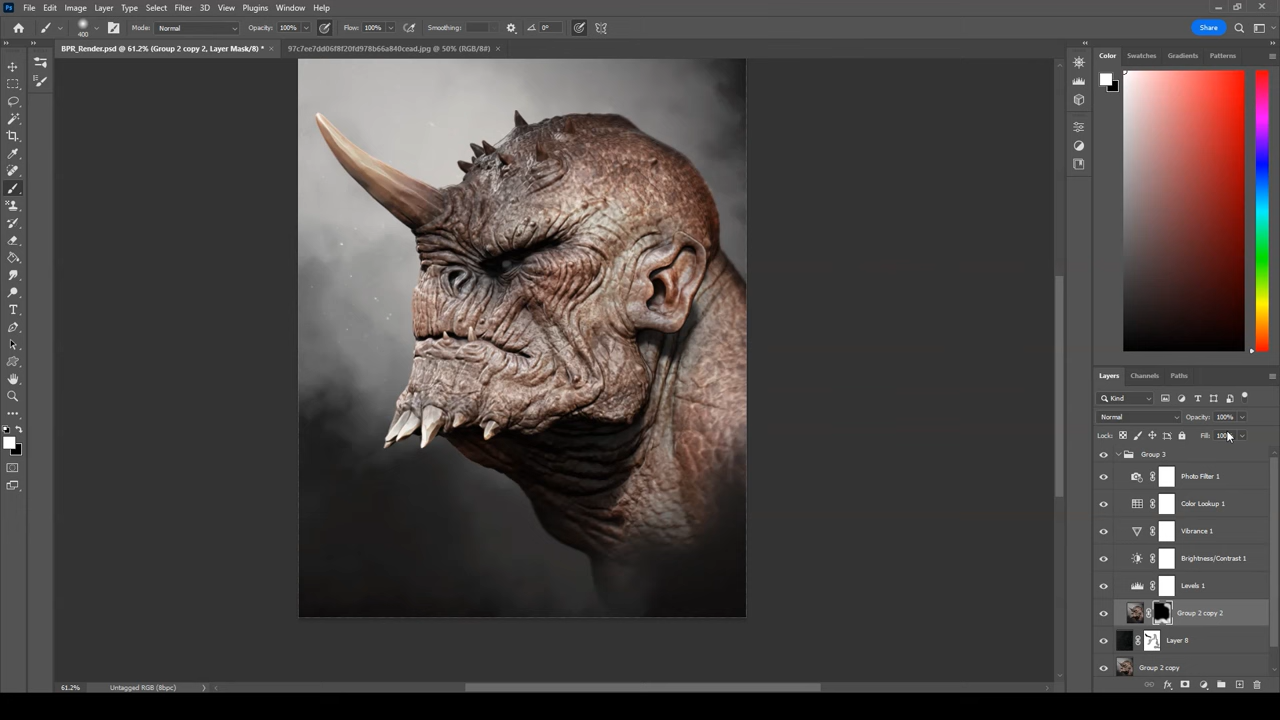 File Edit Image Layer Type Select Filter 3D View Plugins Window Help
400 Mode: Normal Opacity: 100% Flow: 100% Smoothing: 0° Share
BPR_Render.psd @ 61.2% (Group 2 copy 2, Layer Mask/8) * × 97c7ee7dd06f8f20fd978b66a840cead.jpg @ 50% (RGB/8#) ×
Color Swatches Gradients Patterns
Layers Channels Paths
Kind
Normal Opacity: 100%
Lock: Fill: 100%
Group 3
Photo Filter 1
Color Lookup 1
Vibrance 1
Brightness/Contrast 1
Levels 1
Group 2 copy 2
Layer 8
Group 2 copy
61.2% Untagged RGB (8bpc)